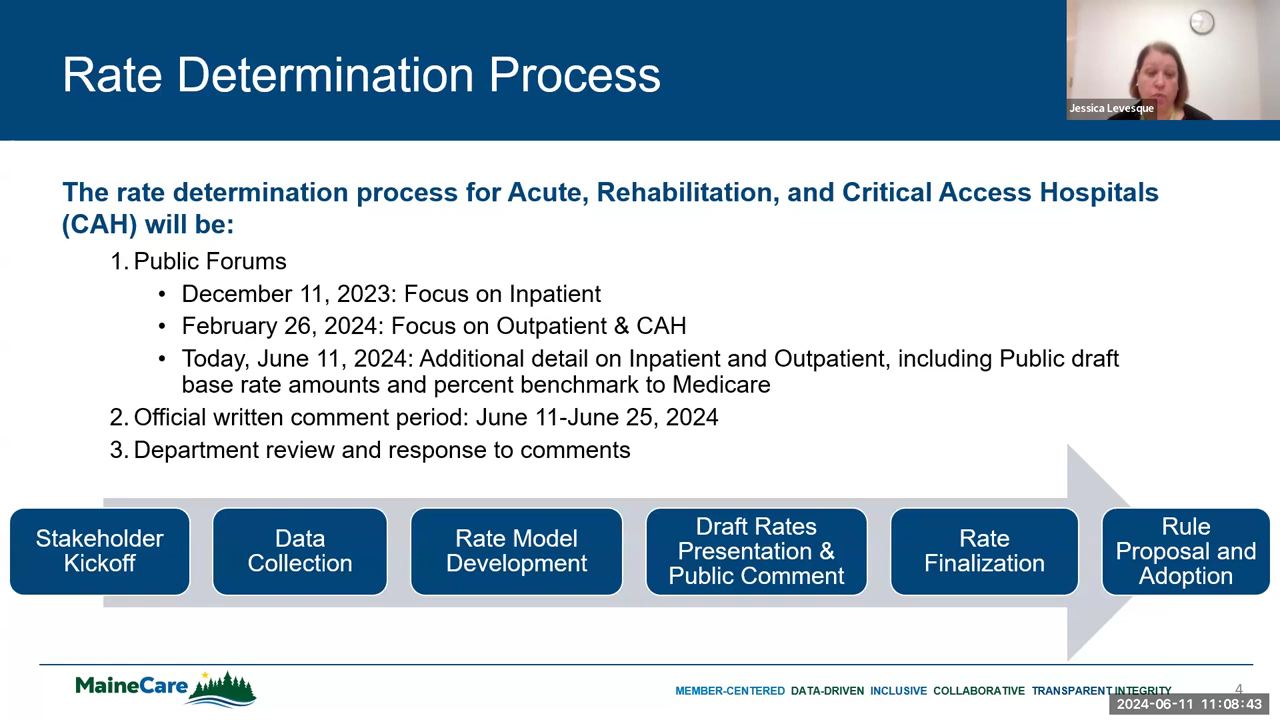 Rate Determination Process
Jessica Levesque
The rate determination process for Acute, Rehabilitation, and Critical Access Hospitals
(CAH) will be:
1. Public Forums
• December 11, 2023: Focus on Inpatient
• February 26, 2024: Focus on Outpatient & CAH
• Today, June 11, 2024: Additional detail on Inpatient and Outpatient, including Public draft
base rate amounts and percent benchmark to Medicare
2. Official written comment period: June 11-June 25, 2024
3. Department review and response to comments
Stakeholder
Kickoff
Data
Collection
Rate Model
Development
Draft Rates
Presentation &
Public Comment
Rate
Finalization
Rule
Proposal and
Adoption
MaineCare
MEMBER-CENTERED DATA-DRIVEN INCLUSIVE COLLABORATIVE TRANSPARENT INTEGRITY
4
2024-06-11 11:08:43